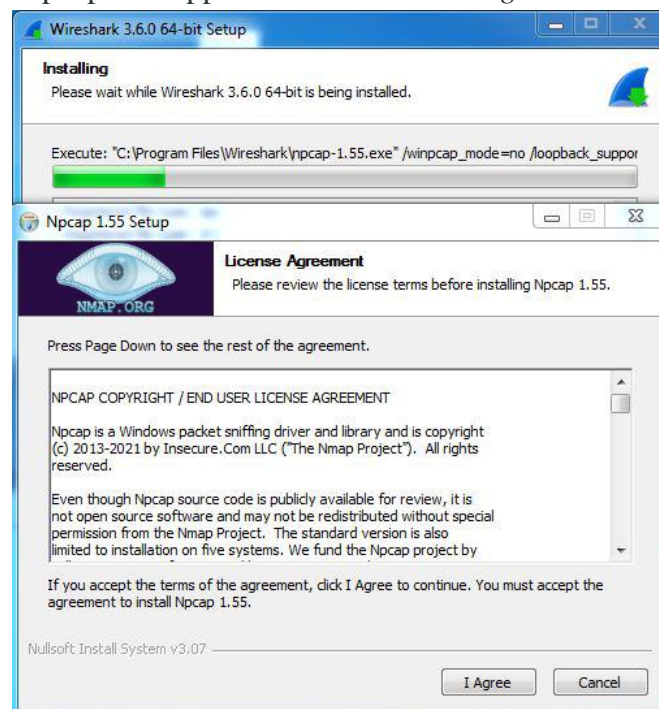 Wireshark 3.6.0 64-bit Setup
Installing
Please wait while Wireshark 3.6.0 64-bit is being installed.
Execute: "C:\Program Files\Wireshark\npcap-1.55.exe" /winpcap_mode=no /loopback_suppor
Npcap 1.55 Setup
NMAP.ORG
License Agreement
Please review the license terms before installing Npcap 1.55.
Press Page Down to see the rest of the agreement.
NPCAP COPYRIGHT / END USER LICENSE AGREEMENT
Npcap is a Windows packet sniffing driver and library and is copyright
(c) 2013-2021 by Insecure.Com LLC ("The Nmap Project"). All rights
reserved.
Even though Npcap source code is publicly available for review, it is
not open source software and may not be redistributed without special
permission from the Nmap Project. The standard version is also
limited to installation on five systems. We fund the Npcap project by
If you accept the terms of the agreement, click I Agree to continue. You must accept the
agreement to install Npcap 1.55.
Nullsoft Install System v3.07
I Agree
Cancel